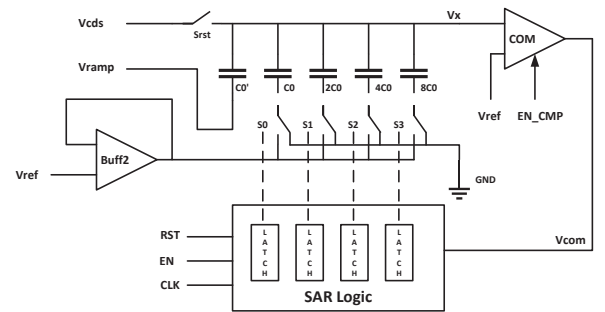 Vcds
Srst
Vx
COM
Vramp
C0'
C0
2C0
4C0
8C0
Vref
EN_CMP
S0
S1
S2
S3
Buff2
Vref
GND
RST
EN
CLK
LATCH
LATCH
LATCH
LATCH
Vcom
SAR Logic